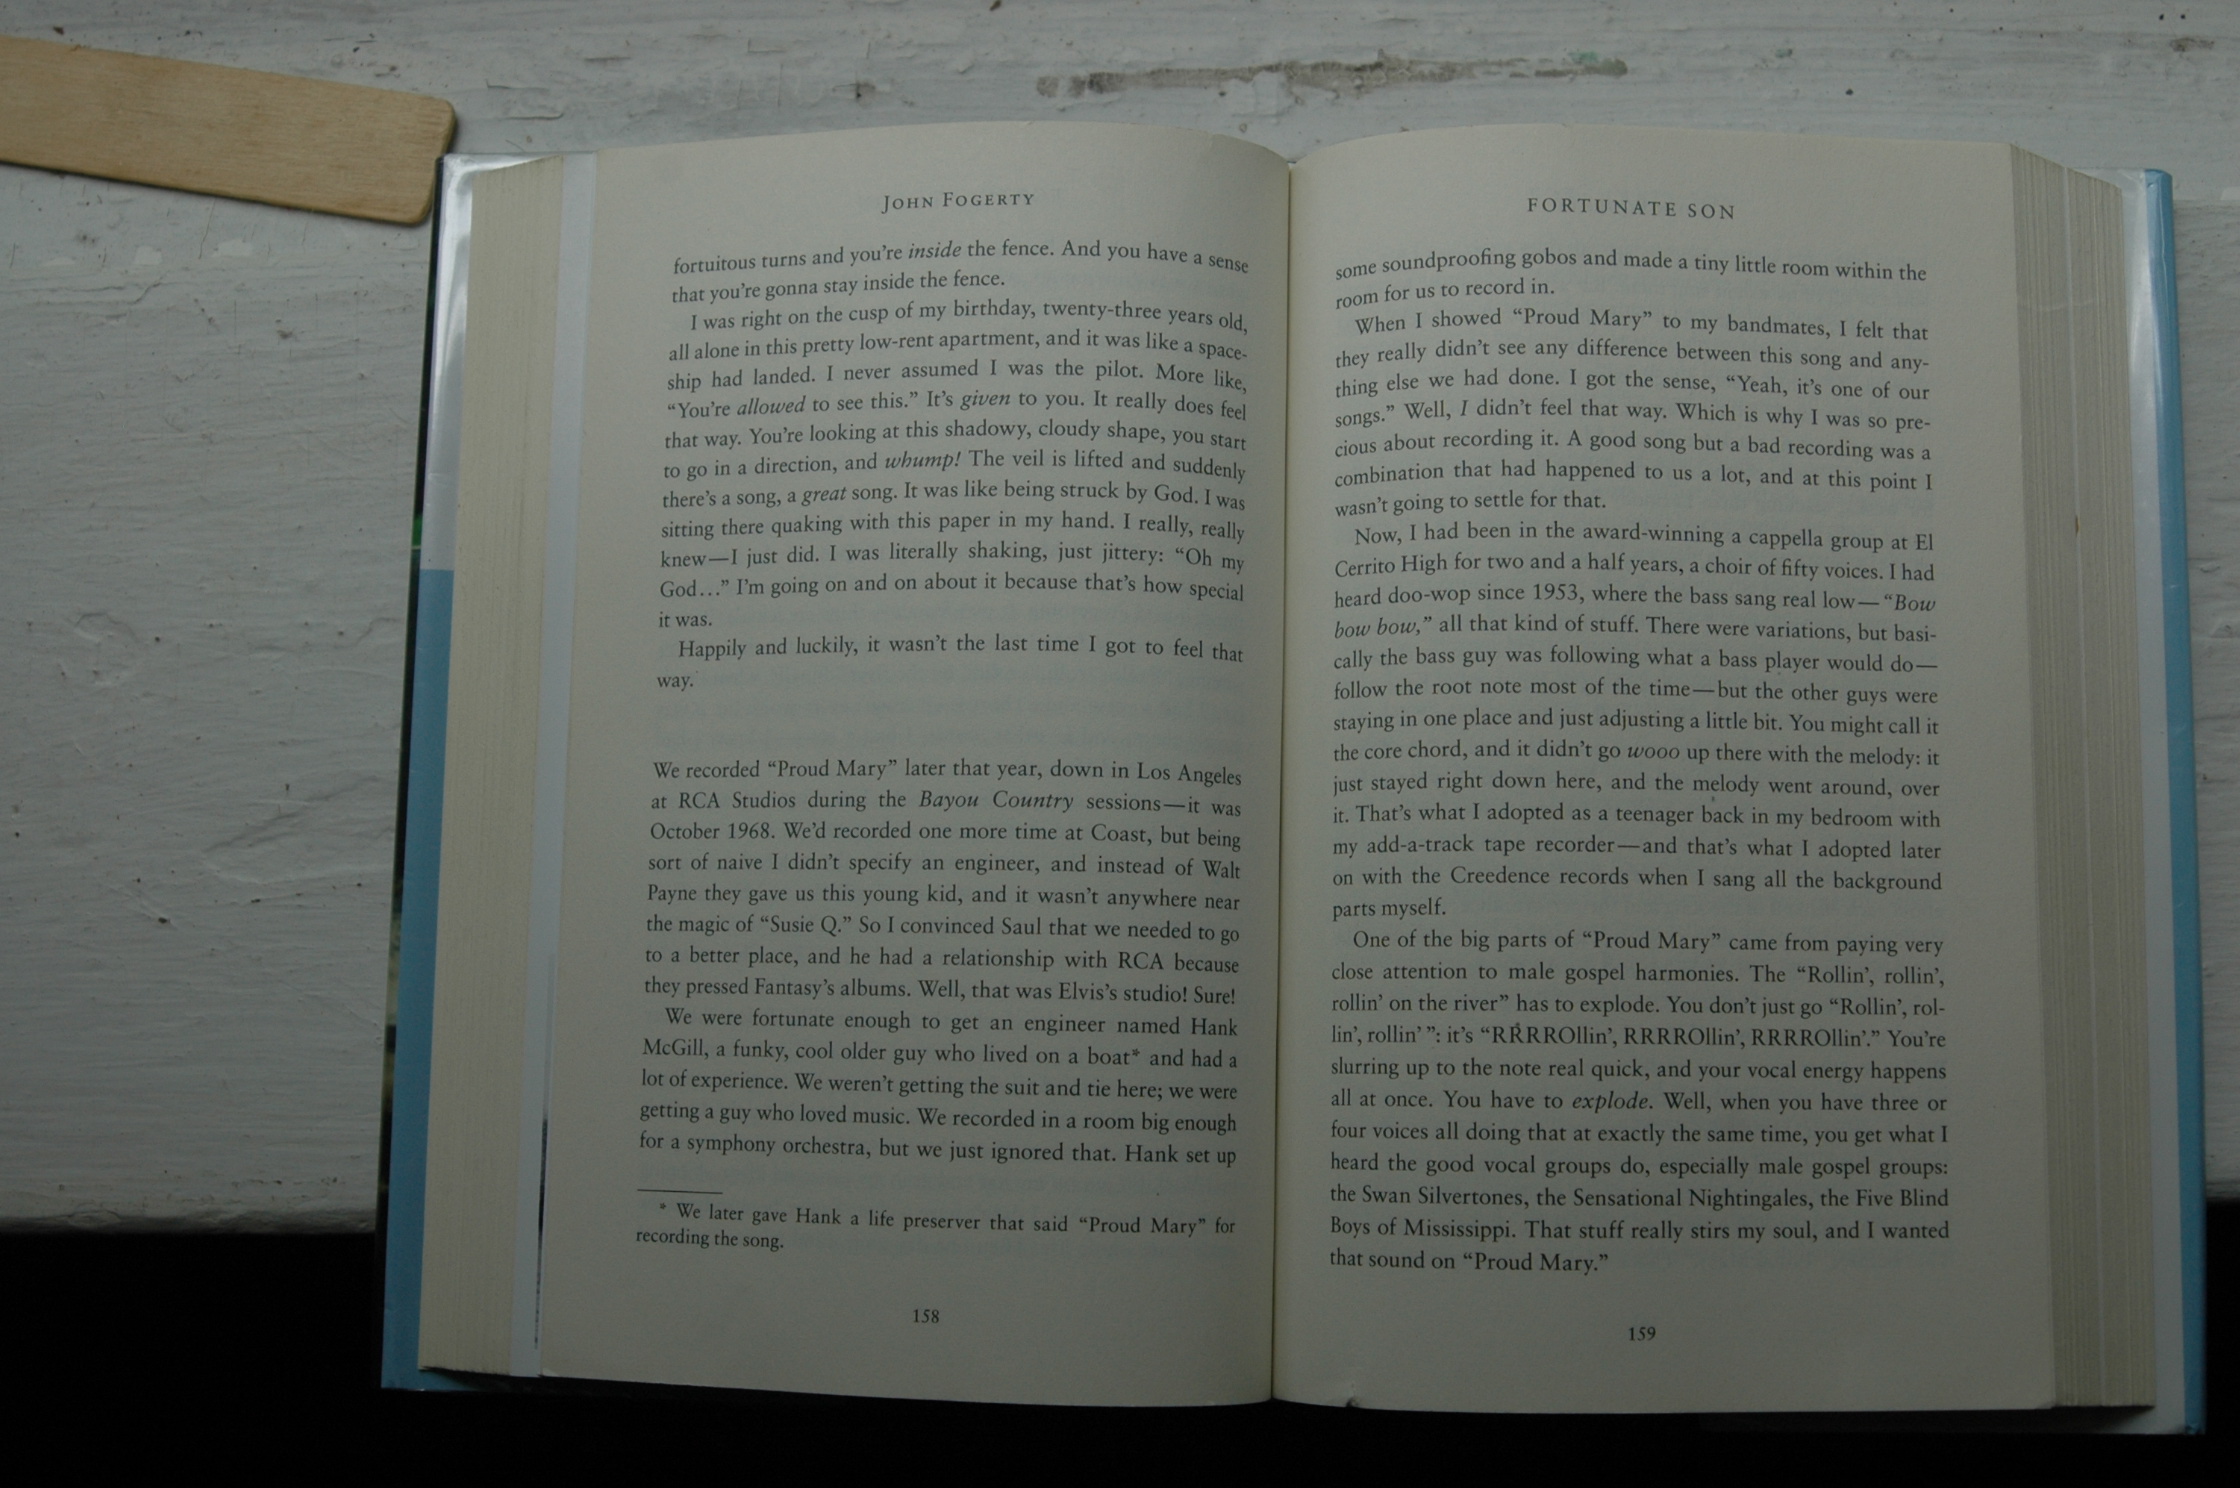 JOHN FOGERTY
fortuitous turns and you're inside the fence. And you have a sense
that you're gonna stay inside the fence.
I was right on the cusp of my birthday, twenty-three years old,
all alone in this pretty low-rent apartment, and it was like a space-
ship had landed. I never assumed I was the pilot. More like,
“You're allowed to see this.” It's given to you. It really does feel
that way. You're looking at this shadowy, cloudy shape, you start
to go in a direction, and whump! The veil is lifted and suddenly
there's a song, a great song. It was like being struck by God. I was
sitting there quaking with this paper in my hand. I really, really
knew—I just did. I was literally shaking, just jittery: “Oh my
God...” I'm going on and on about it because that's how special
it was.
Happily and luckily, it wasn't the last time I got to feel that
way.
We recorded “Proud Mary” later that year, down in Los Angeles
at RCA Studios during the Bayou Country sessions—it was
October 1968. We'd recorded one more time at Coast, but being
sort of naive I didn't specify an engineer, and instead of Walt
Payne they gave us this young kid, and it wasn't anywhere near
the magic of “Susie Q.” So I convinced Saul that we needed to go
to a better place, and he had a relationship with RCA because
they pressed Fantasy's albums. Well, that was Elvis's studio! Sure!
We were fortunate enough to get an engineer named Hank
McGill, a funky, cool older guy who lived on a boat* and had a
lot of experience. We weren't getting the suit and tie here; we were
getting a guy who loved music. We recorded in a room big enough
for a symphony orchestra, but we just ignored that. Hank set up
* We later gave Hank a life preserver that said “Proud Mary” for
recording the song.
158
FORTUNATE SON
some soundproofing gobos and made a tiny little room within the
room for us to record in.
When I showed “Proud Mary” to my bandmates, I felt that
they really didn't see any difference between this song and any-
thing else we had done. I got the sense, “Yeah, it's one of our
songs.” Well, I didn't feel that way. Which is why I was so pre-
cious about recording it. A good song but a bad recording was a
combination that had happened to us a lot, and at this point I
wasn't going to settle for that.
Now, I had been in the award-winning a cappella group at El
Cerrito High for two and a half years, a choir of fifty voices. I had
heard doo-wop since 1953, where the bass sang real low—“Bow
bow bow,” all that kind of stuff. There were variations, but basi-
cally the bass guy was following what a bass player would do—
follow the root note most of the time—but the other guys were
staying in one place and just adjusting a little bit. You might call it
the core chord, and it didn't go wooo up there with the melody: it
just stayed right down here, and the melody went around, over
it. That's what I adopted as a teenager back in my bedroom with
my add-a-track tape recorder—and that's what I adopted later
on with the Creedence records when I sang all the background
parts myself.
One of the big parts of “Proud Mary” came from paying very
close attention to male gospel harmonies. The “Rollin', rollin',
rollin' on the river” has to explode. You don't just go “Rollin', rol-
lin', rollin' ”: it's “RRRROllin', RRRROllin', RRRROllin'.” You're
slurring up to the note real quick, and your vocal energy happens
all at once. You have to explode. Well, when you have three or
four voices all doing that at exactly the same time, you get what I
heard the good vocal groups do, especially male gospel groups:
the Swan Silvertones, the Sensational Nightingales, the Five Blind
Boys of Mississippi. That stuff really stirs my soul, and I wanted
that sound on “Proud Mary.”
159